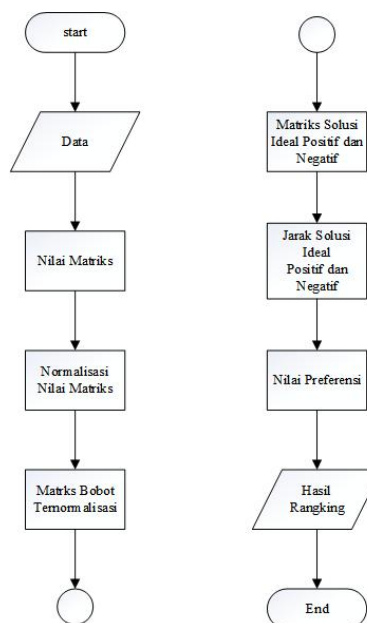 start
Data
Nilai Matriks
Normalisasi
Nilai Matriks
Matrks Bobot
Ternormalisasi
Matriks Solusi
Ideal Positif dan
Negatif
Jarak Solusi
Ideal
Positif dan
Negatif
Nilai Preferensi
Hasil
Rangking
End